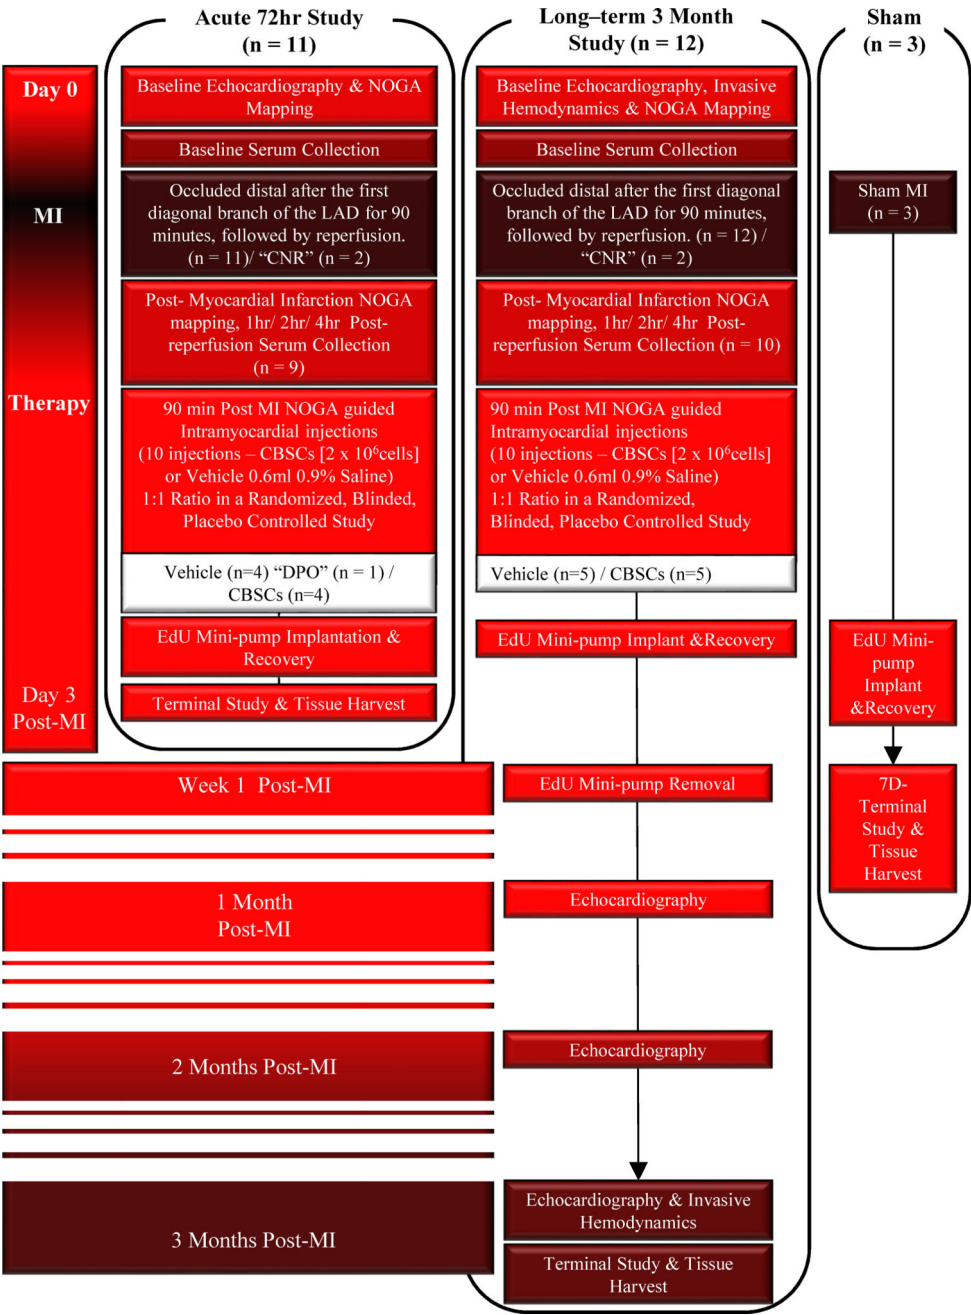 Acute 72hr Study
(n = 11)
Long–term 3 Month
Study (n = 12)
Sham
(n = 3)
Day 0
MI
Therapy
Day 3
Post-MI
Baseline Echocardiography & NOGA
Mapping
Baseline Serum Collection
Occluded distal after the first
diagonal branch of the LAD for 90
minutes, followed by reperfusion.
(n = 11)/ “CNR” (n = 2)
Post- Myocardial Infarction NOGA
mapping, 1hr/ 2hr/ 4hr Post-
reperfusion Serum Collection
(n = 9)
90 min Post MI NOGA guided
Intramyocardial injections
(10 injections – CBSCs [2 x 10⁶cells]
or Vehicle 0.6ml 0.9% Saline)
1:1 Ratio in a Randomized, Blinded,
Placebo Controlled Study
Vehicle (n=4) “DPO” (n = 1) /
CBSCs (n=4)
EdU Mini-pump Implantation &
Recovery
Terminal Study & Tissue Harvest
Baseline Echocardiography, Invasive
Hemodynamics & NOGA Mapping
Baseline Serum Collection
Occluded distal after the first diagonal
branch of the LAD for 90 minutes,
followed by reperfusion. (n = 12) /
“CNR” (n = 2)
Post- Myocardial Infarction NOGA
mapping, 1hr/ 2hr/ 4hr Post-
reperfusion Serum Collection (n = 10)
90 min Post MI NOGA guided
Intramyocardial injections
(10 injections – CBSCs [2 x 10⁶cells]
or Vehicle 0.6ml 0.9% Saline)
1:1 Ratio in a Randomized,
Blinded, Placebo Controlled Study
Vehicle (n=5) / CBSCs (n=5)
EdU Mini-pump Implant &Recovery
Sham MI
(n = 3)
EdU Mini-
pump
Implant
&Recovery
7D-
Terminal
Study &
Tissue
Harvest
Week 1 Post-MI
EdU Mini-pump Removal
1 Month
Post-MI
Echocardiography
2 Months Post-MI
Echocardiography
3 Months Post-MI
Echocardiography & Invasive
Hemodynamics
Terminal Study & Tissue
Harvest